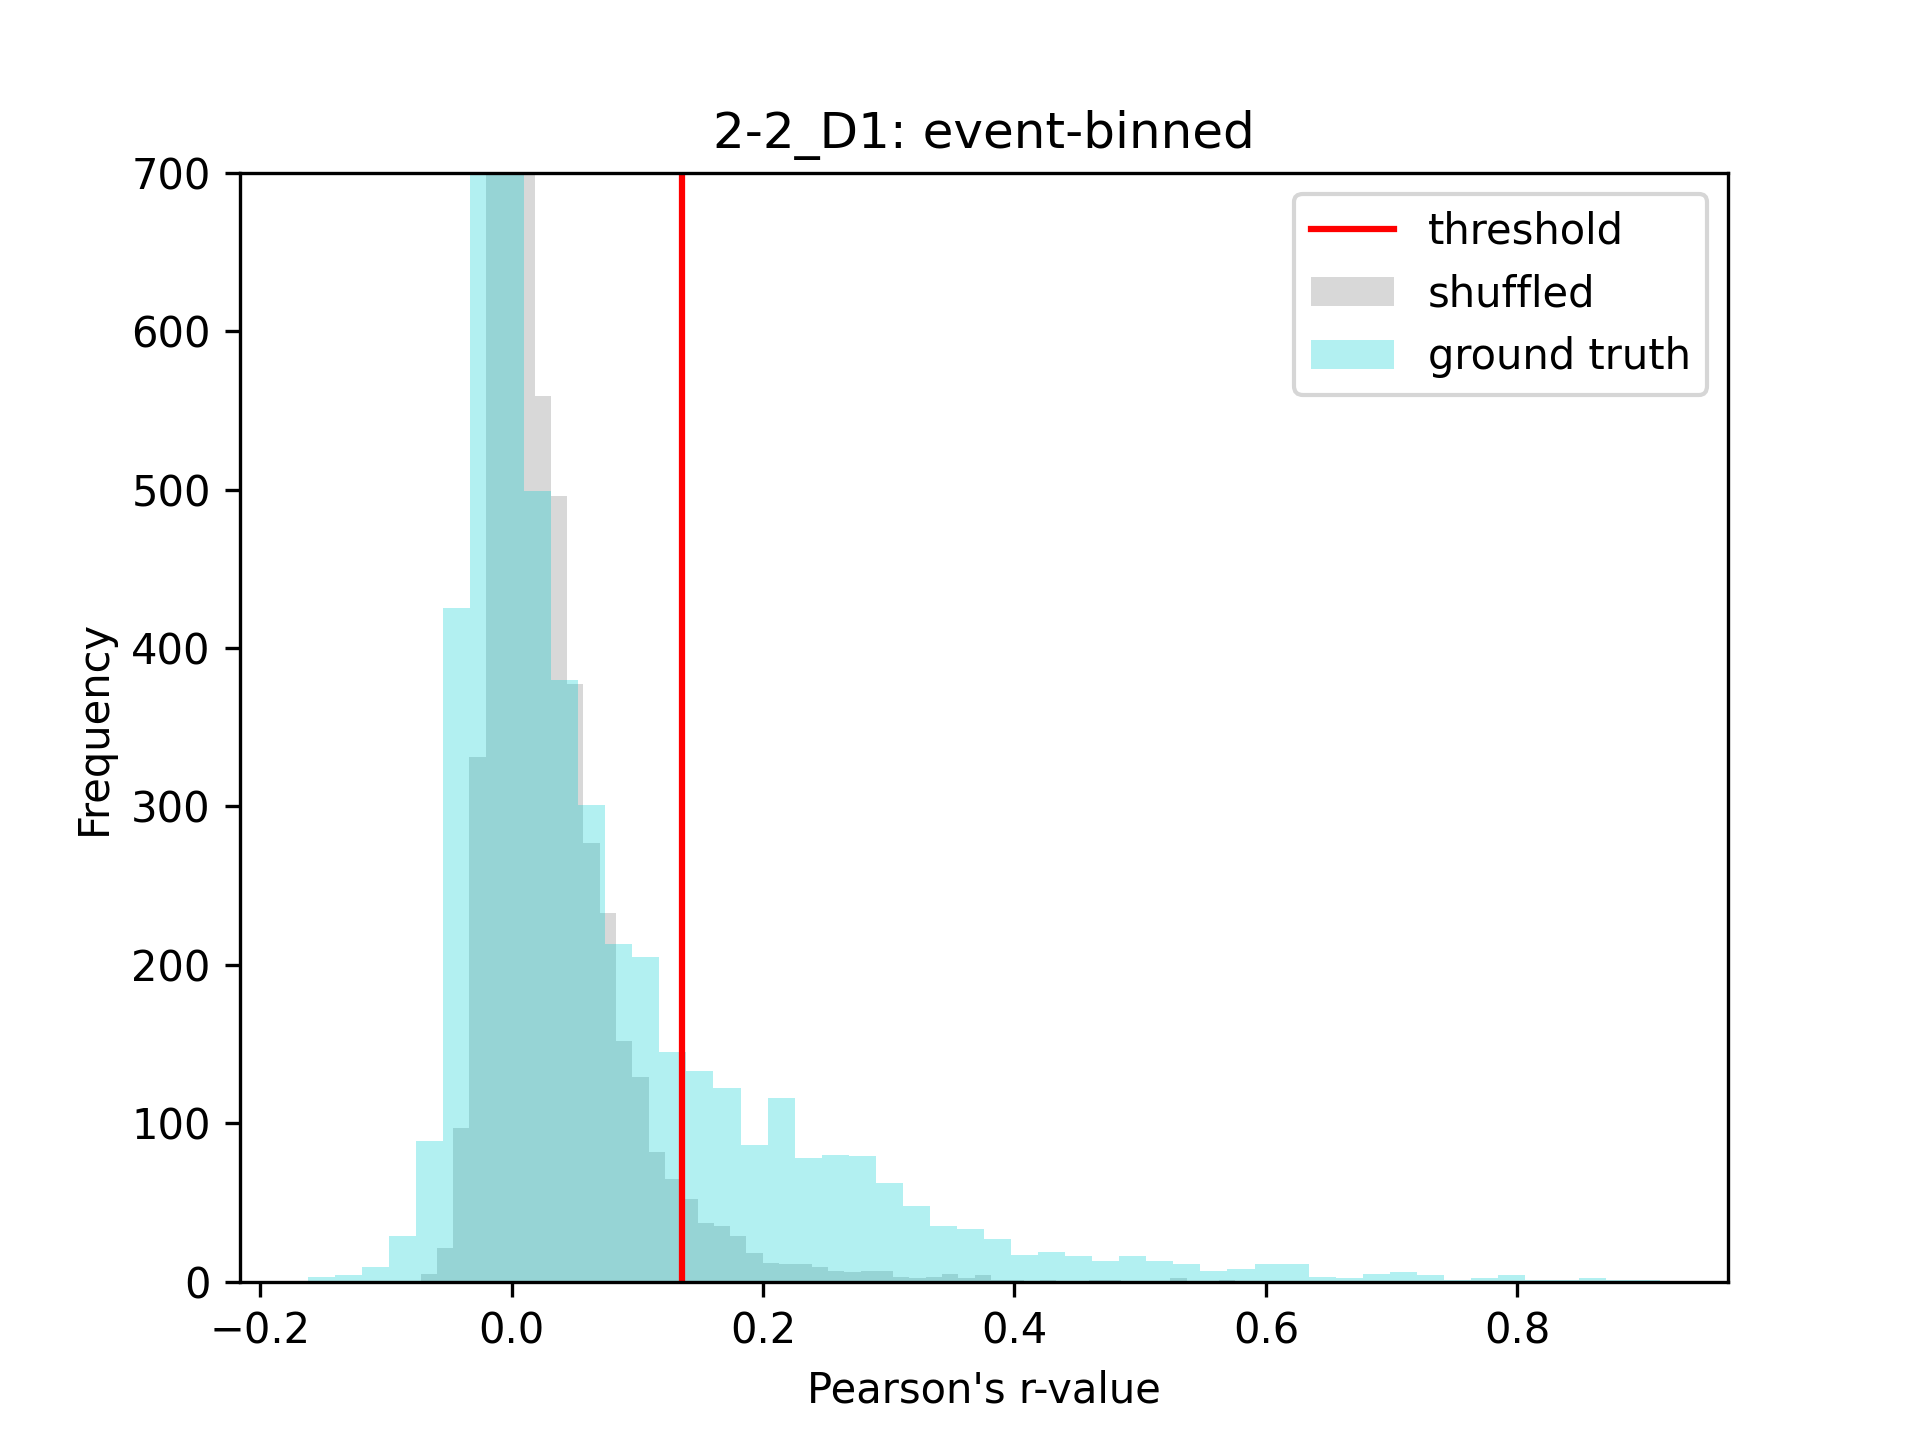 2-2_D1: event-binned
700
600
500
400
300
200
100
0
Frequency
threshold
shuffled
ground truth
−0.2
0.0
0.2
0.4
0.6
0.8
Pearson's r-value